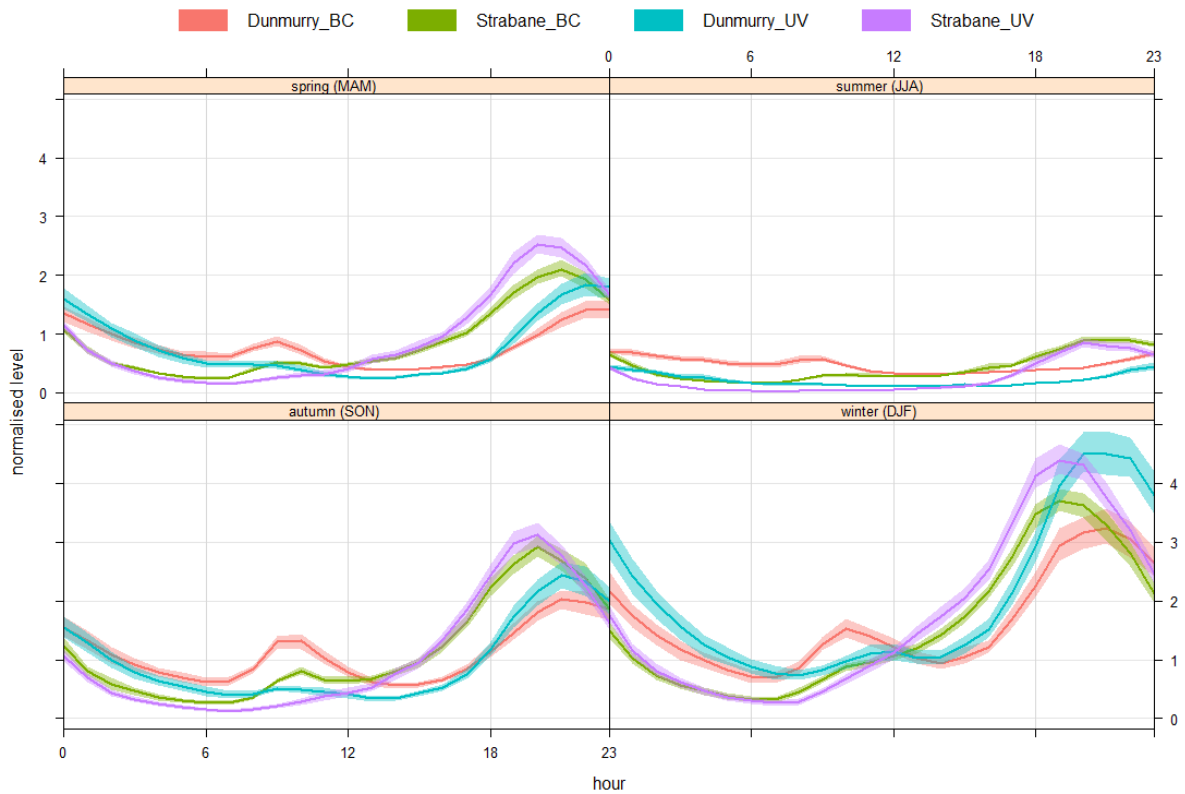 Dunmurry_BC Strabane_BC Dunmurry_UV Strabane_UV
0 6 12 18 23
spring (MAM) summer (JJA)
4
3
2
1
0
autumn (SON) winter (DJF)
4
3
2
1
0
normalised level
0 6 12 18 23
hour